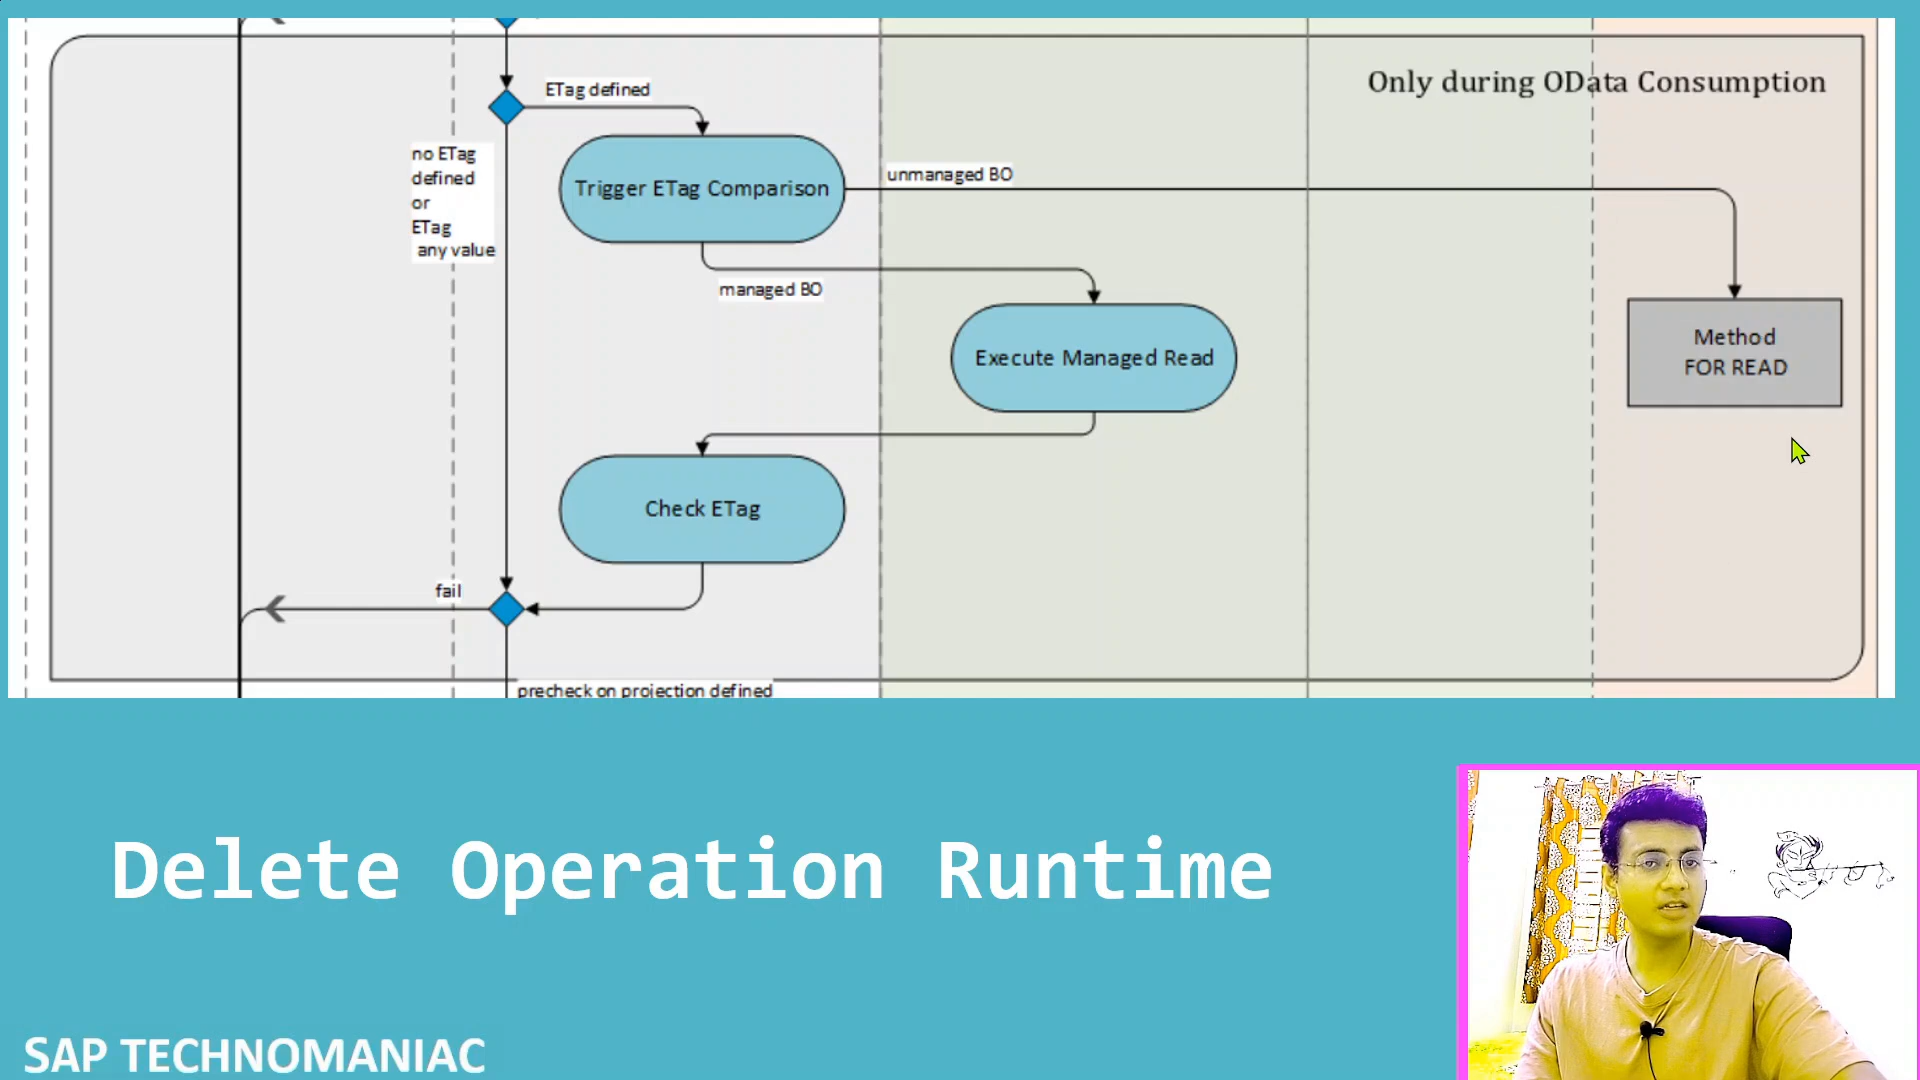 Only during OData Consumption
ETag defined
no ETag
defined
or
ETag
any value
Trigger ETag Comparison
unmanaged BO
managed BO
Execute Managed Read
Method
FOR READ
Check ETag
fail
precheck on projection defined
Delete Operation Runtime
SAP TECHNOMANIAC